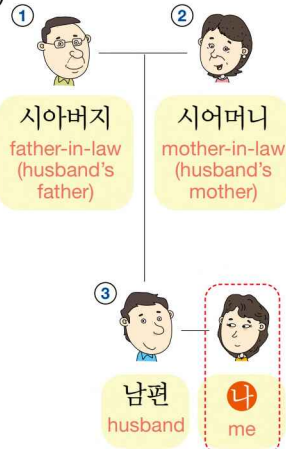 1
시아버지
father-in-law
(husband's
father)
2
시어머니
mother-in-law
(husband's
mother)
3
남편
husband
나
me